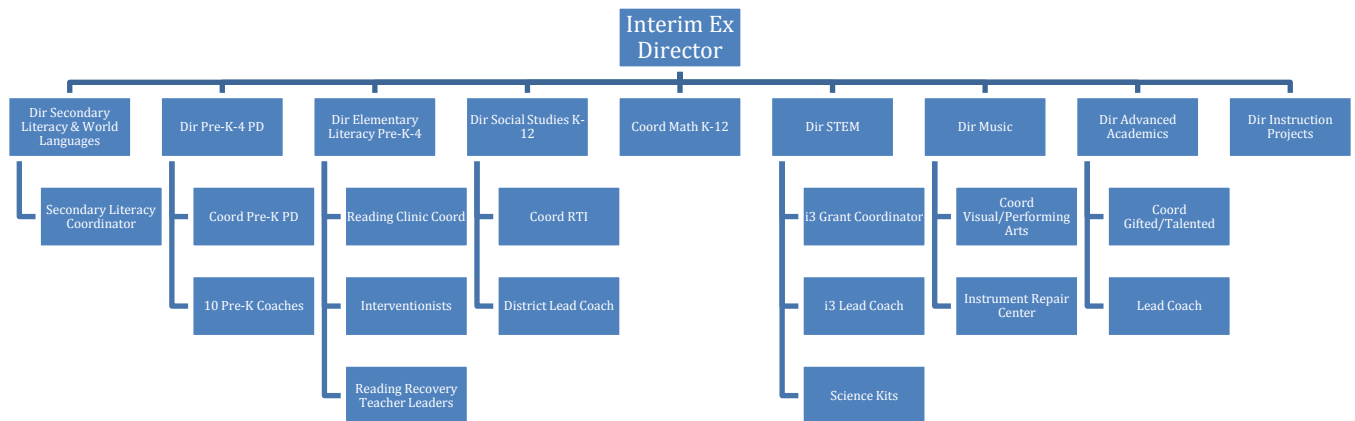 Interim Ex
Director
Dir Secondary
Literacy & World
Languages
Dir Pre-K-4 PD
Dir Elementary
Literacy Pre-K-4
Dir Social Studies K-
12
Coord Math K-12
Dir STEM
Dir Music
Dir Advanced
Academics
Dir Instruction
Projects
Secondary Literacy
Coordinator
Coord Pre-K PD
Reading Clinic Coord
Coord RTI
i3 Grant Coordinator
Coord
Visual/Performing
Arts
Coord
Gifted/Talented
10 Pre-K Coaches
Interventionists
District Lead Coach
i3 Lead Coach
Instrument Repair
Center
Lead Coach
Reading Recovery
Teacher Leaders
Science Kits